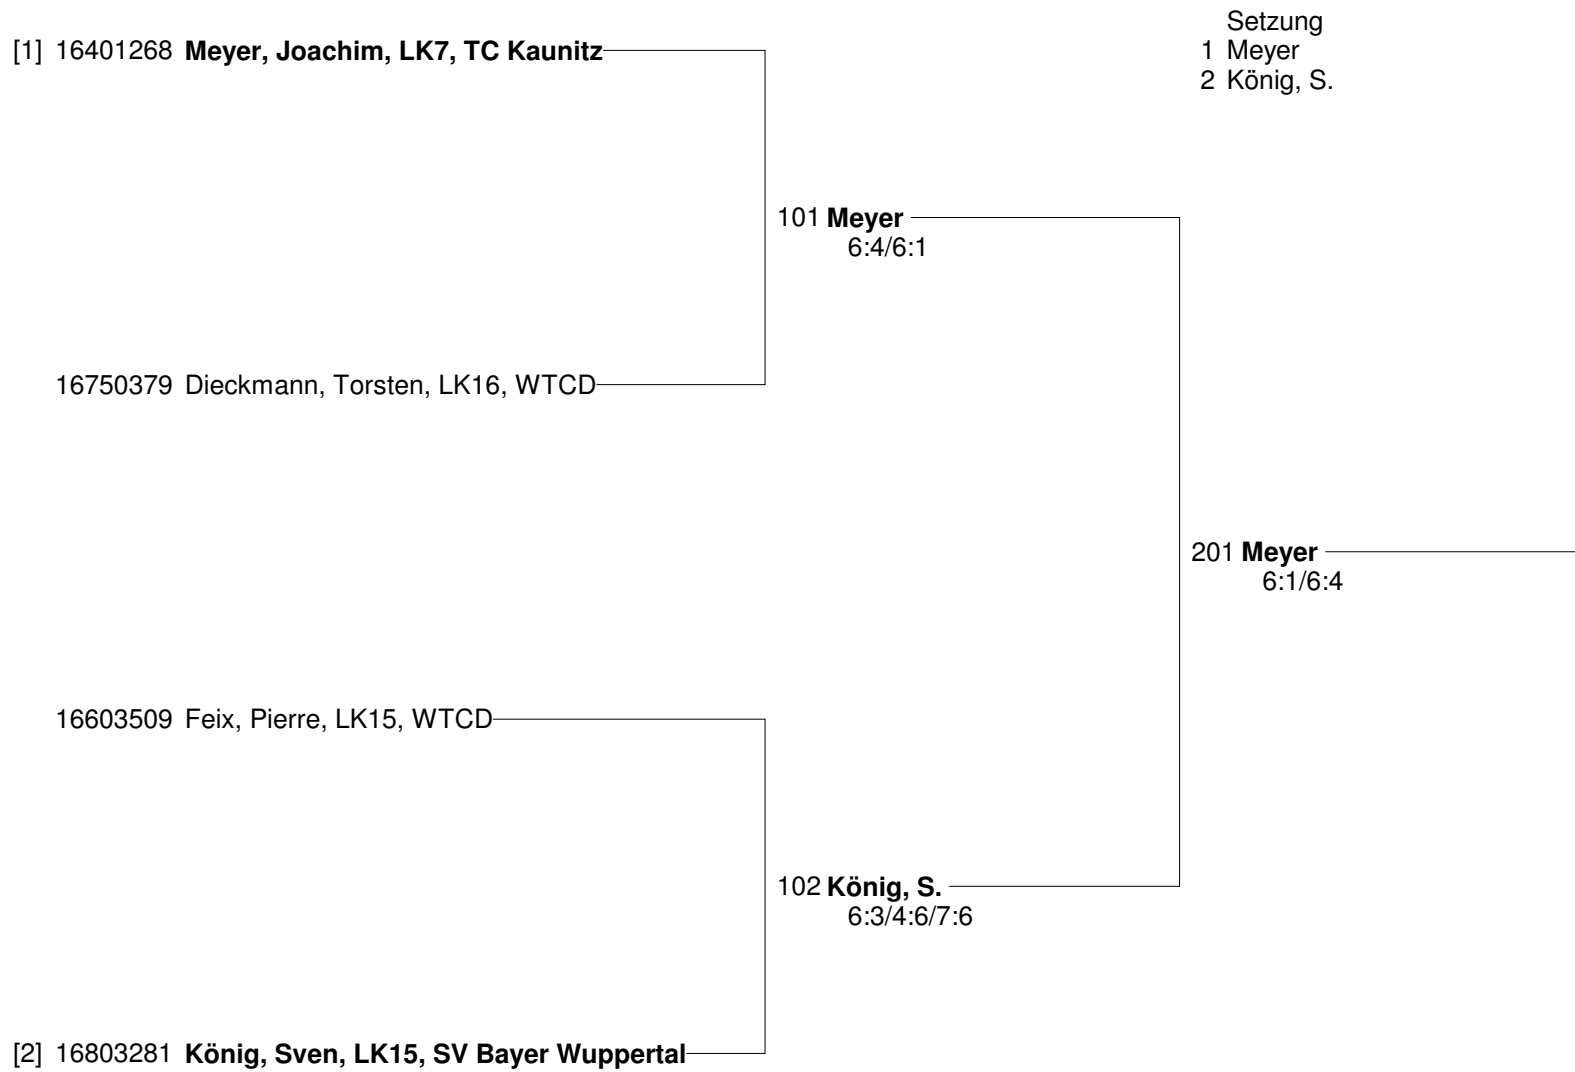 Setzung
1 Meyer
2 König, S.
[1] 16401268 Meyer, Joachim, LK7, TC Kaunitz
101 Meyer
6:4/6:1
16750379 Dieckmann, Torsten, LK16, WTCD
201 Meyer
6:1/6:4
16603509 Feix, Pierre, LK15, WTCD
102 König, S.
6:3/4:6/7:6
[2] 16803281 König, Sven, LK15, SV Bayer Wuppertal